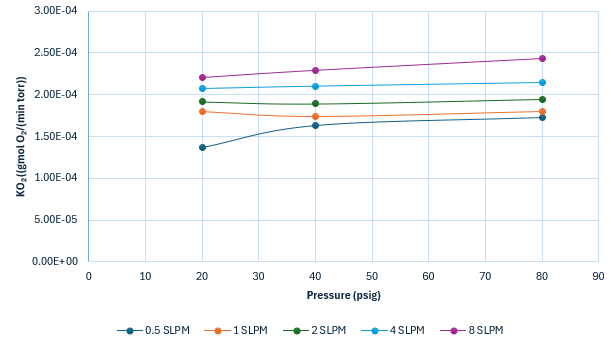 3.00E-04
2.50E-04
2.00E-04
1.50E-04
1.00E-04
5.00E-05
0.00E+00
KO₂((gmol O₂/(min torr))
0 10 20 30 40 50 60 70 80 90
Pressure (psig)
0.5 SLPM 1 SLPM 2 SLPM 4 SLPM 8 SLPM